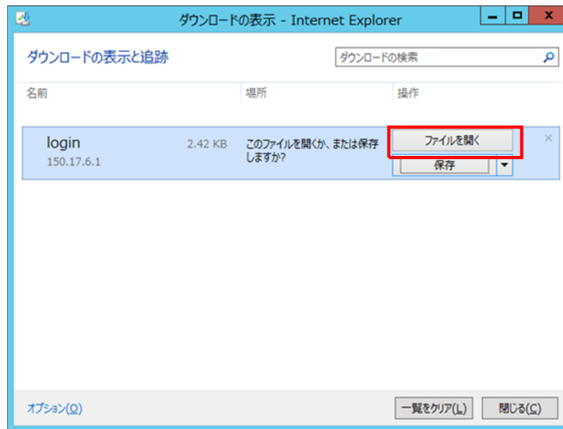 ダウンロードの表示 - Internet Explorer
ダウンロードの表示と追跡
ダウンロードの検索
名前 場所 操作
login 2.42 KB このファイルを開くか、または保存 ファイルを開く
150.17.6.1 しますか? 保存
オプション(O) 一覧をクリア(L) 閉じる(C)